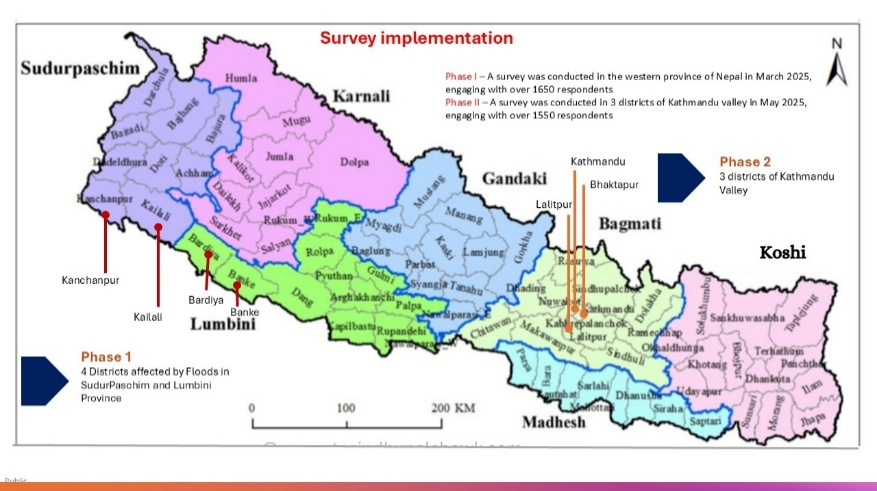 Survey implementation
N
Sudurpaschim
Karnali
Phase I – A survey was conducted in the western province of Nepal in March 2025,
engaging with over 1650 respondents
Phase II – A survey was conducted in 3 districts of Kathmandu valley in May 2025,
engaging with over 1550 respondents
Humla
Darchula
Bajhang
Bajura
Mugu
Baitadi
Dadeldhura
Doti
Achham
Kalikot
Jumla
Dolpa
Kanchanpur
Kailali
Dailekh
Jajarkot
Surkhet
Rukum_W
Rukum_E
Salyan
Gandaki
Mustang
Manang
Myagdi
Kaski
Lamjung
Gorkha
Baglung
Parbat
Syangja
Tanahu
Nawalparasi_E
Kathmandu
Bhaktapur
Lalitpur
Phase 2
3 districts of Kathmandu
Valley
Bagmati
Koshi
Kanchanpur
Kailali
Bardiya
Banke
Lumbini
Bardiya
Banke
Dang
Rolpa
Pyuthan
Gulmi
Arghakhanchi
Palpa
Kapilbastu
Rupandehi
Nawalparasi_W
Rasuwa
Dhading
Sindhupalchok
Nuwakot
Kathmandu
Kabhrepalanchok
Lalitpur
Dolakha
Ramechhap
Chitawan
Makawanpur
Sindhuli
Okhaldhunga
Solukhumbu
Sankhuwasabha
Taplejung
Khotang
Bhojpur
Terhathum
Panchthar
Dhankuta
Udayapur
Ilam
Sunsari
Morang
Jhapa
Parsa
Bara
Rautahat
Sarlahi
Mahottari
Dhanusha
Siraha
Saptari
Madhesh
Phase 1
4 Districts affected by Floods in
SudurPaschim and Lumbini
Province
0 100 200 KM
Public